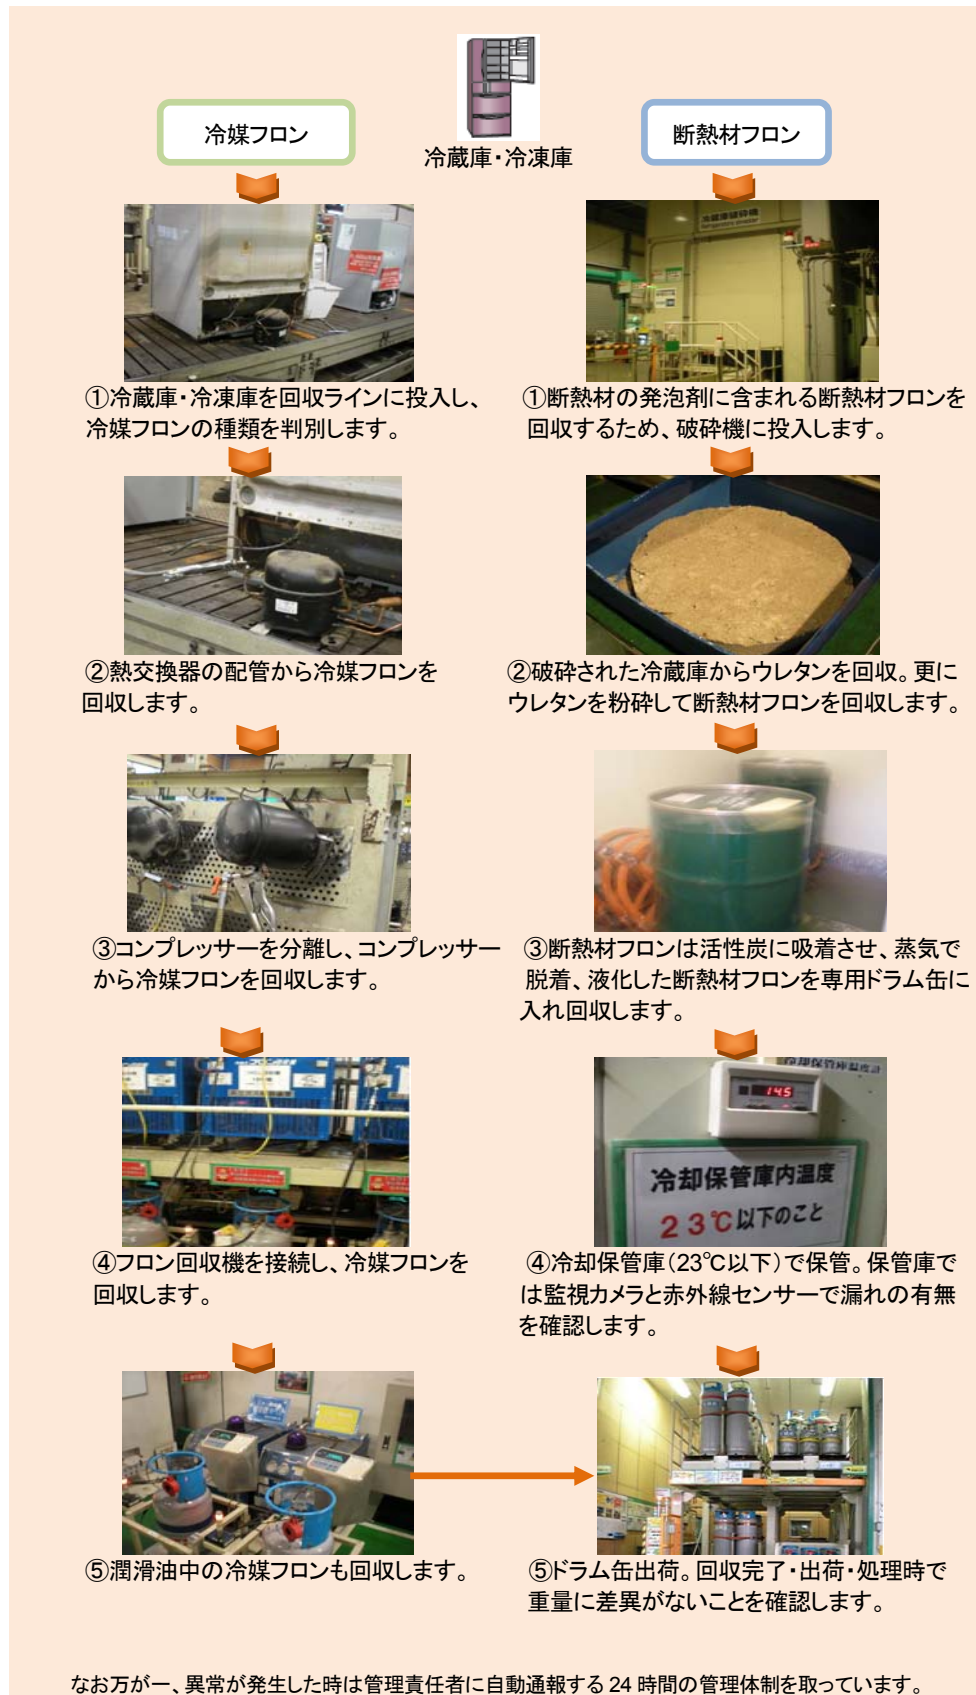 冷蔵庫・冷凍庫
冷媒フロン
①冷蔵庫・冷凍庫を回収ラインに投入し、
冷媒フロンの種類を判別します。
②熱交換器の配管から冷媒フロンを
回収します。
③コンプレッサーを分離し、コンプレッサー
から冷媒フロンを回収します。
④フロン回収機を接続し、冷媒フロンを
回収します。
⑤潤滑油中の冷媒フロンも回収します。
断熱材フロン
冷蔵庫破砕機
①断熱材の発泡剤に含まれる断熱材フロンを
回収するため、破砕機に投入します。
②破砕された冷蔵庫からウレタンを回収。更に
ウレタンを粉砕して断熱材フロンを回収します。
③断熱材フロンは活性炭に吸着させ、蒸気で
脱着、液化した断熱材フロンを専用ドラム缶に
入れ回収します。
冷却保管庫温度計
14.5
冷却保管庫内温度
23℃以下のこと
④冷却保管庫(23℃以下)で保管。保管庫で
は監視カメラと赤外線センサーで漏れの有無
を確認します。
⑤ドラム缶出荷。回収完了・出荷・処理時で
重量に差異がないことを確認します。
なお万が一、異常が発生した時は管理責任者に自動通報する24時間の管理体制を取っています。